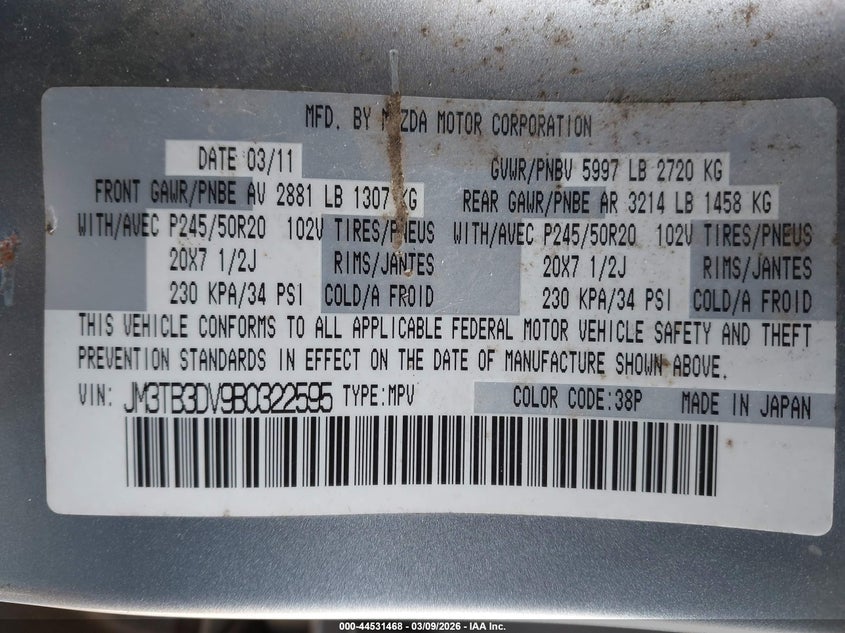 MFD. BY MAZDA MOTOR CORPORATION
DATE 03/11 GVWR/PNBV 5997 LB 2720 KG
FRONT GAWR/PNBE AV 2881 LB 1307 KG REAR GAWR/PNBE AR 3214 LB 1458 KG
WITH/AVEC P245/50R20 102V TIRES/PNEUS WITH/AVEC P245/50R20 102V TIRES/PNEUS
20X7 1/2J RIMS/JANTES 20X7 1/2J RIMS/JANTES
230 KPA/34 PSI COLD/A FROID 230 KPA/34 PSI COLD/A FROID
THIS VEHICLE CONFORMS TO ALL APPLICABLE FEDERAL MOTOR VEHICLE SAFETY AND THEFT
PREVENTION STANDARDS IN EFFECT ON THE DATE OF MANUFACTURE SHOWN ABOVE.
VIN: JM3TB3DV9B0322595 TYPE:MPV COLOR CODE:38P MADE IN JAPAN
000-44531468 - 03/09/2026 - IAA Inc.